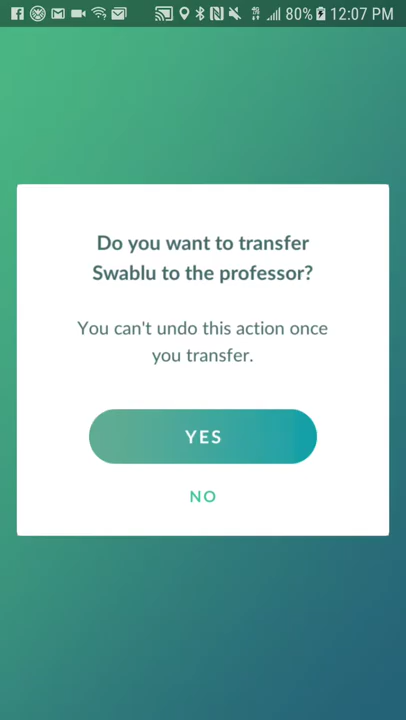 80% 12:07 PM
Do you want to transfer
Swablu to the professor?
You can't undo this action once
you transfer.
YES
NO